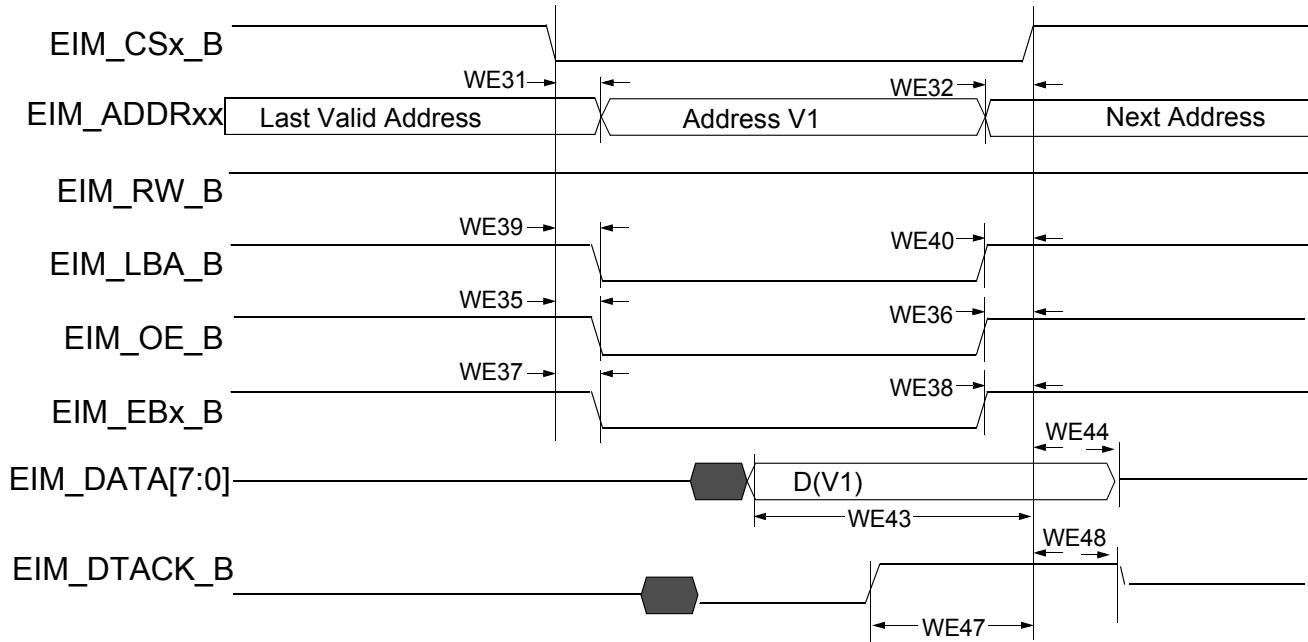 EIM_CSx_B
WE31
WE32
EIM_ADDRxx
Last Valid Address
Address V1
Next Address
EIM_RW_B
WE39
WE40
EIM_LBA_B
WE35
WE36
EIM_OE_B
WE37
WE38
EIM_EBx_B
WE44
EIM_DATA[7:0]
D(V1)
WE43
WE48
EIM_DTACK_B
WE47